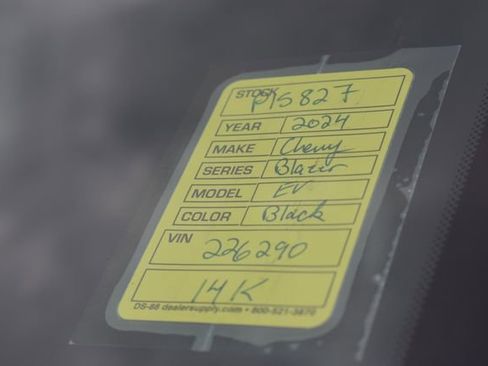 STOCK P15827
YEAR 2024
MAKE Chevy
SERIES Blazer
MODEL EV
COLOR Black
VIN 226290
14K
DS-66 dealersupply.com • 800-521-3870